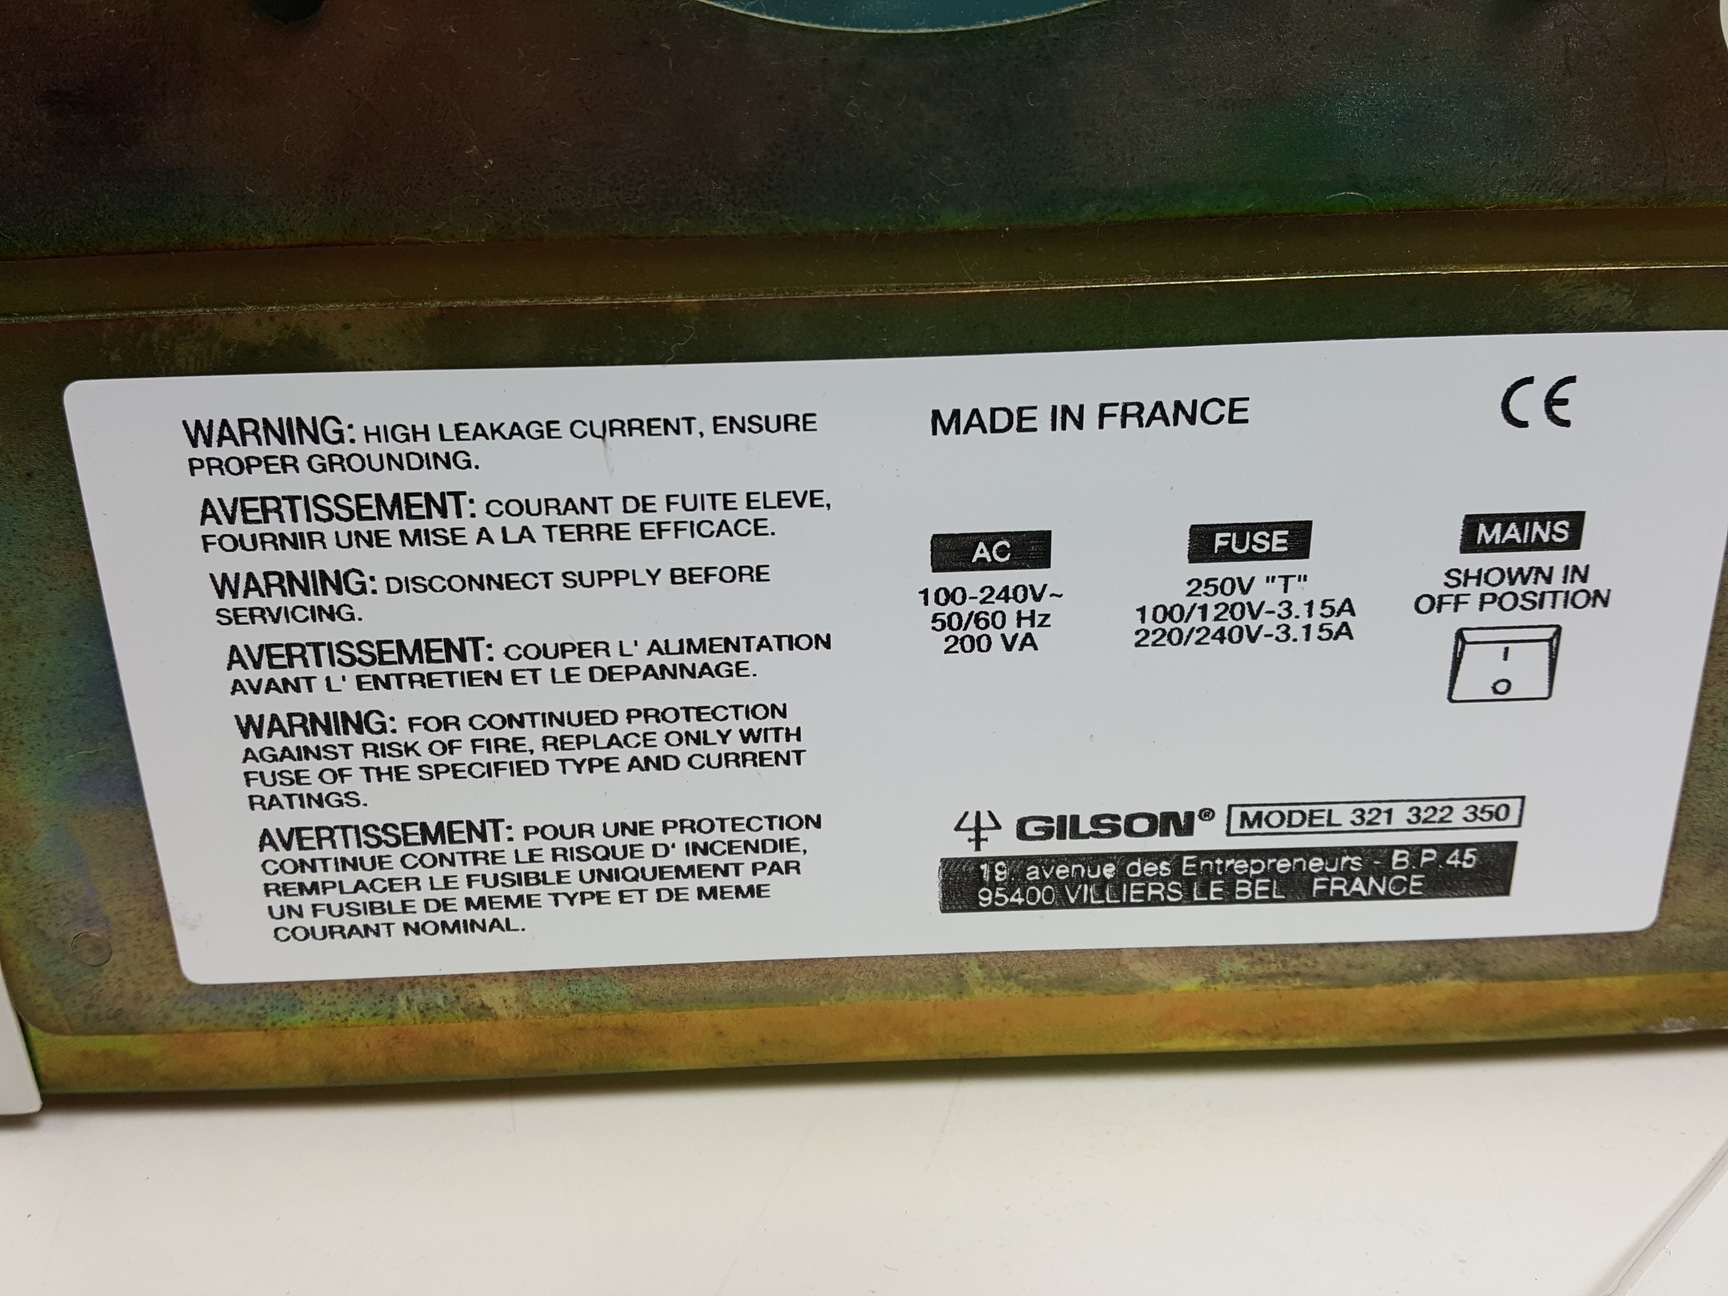 WARNING: HIGH LEAKAGE CURRENT, ENSURE
PROPER GROUNDING.
AVERTISSEMENT: COURANT DE FUITE ELEVE,
FOURNIR UNE MISE A LA TERRE EFFICACE.
WARNING: DISCONNECT SUPPLY BEFORE
SERVICING.
AVERTISSEMENT: COUPER L' ALIMENTATION
AVANT L' ENTRETIEN ET LE DEPANNAGE.
WARNING: FOR CONTINUED PROTECTION
AGAINST RISK OF FIRE, REPLACE ONLY WITH
FUSE OF THE SPECIFIED TYPE AND CURRENT
RATINGS.
AVERTISSEMENT: POUR UNE PROTECTION
CONTINUE CONTRE LE RISQUE D' INCENDIE,
REMPLACER LE FUSIBLE UNIQUEMENT PAR
UN FUSIBLE DE MEME TYPE ET DE MEME
COURANT NOMINAL.
MADE IN FRANCE
CE
AC
100-240V~
50/60 Hz
200 VA
FUSE
250V "T"
100/120V-3.15A
220/240V-3.15A
MAINS
SHOWN IN
OFF POSITION
I
O
GILSON® MODEL 321 322 350
19, avenue des Entrepreneurs - B.P.45
95400 VILLIERS LE BEL FRANCE